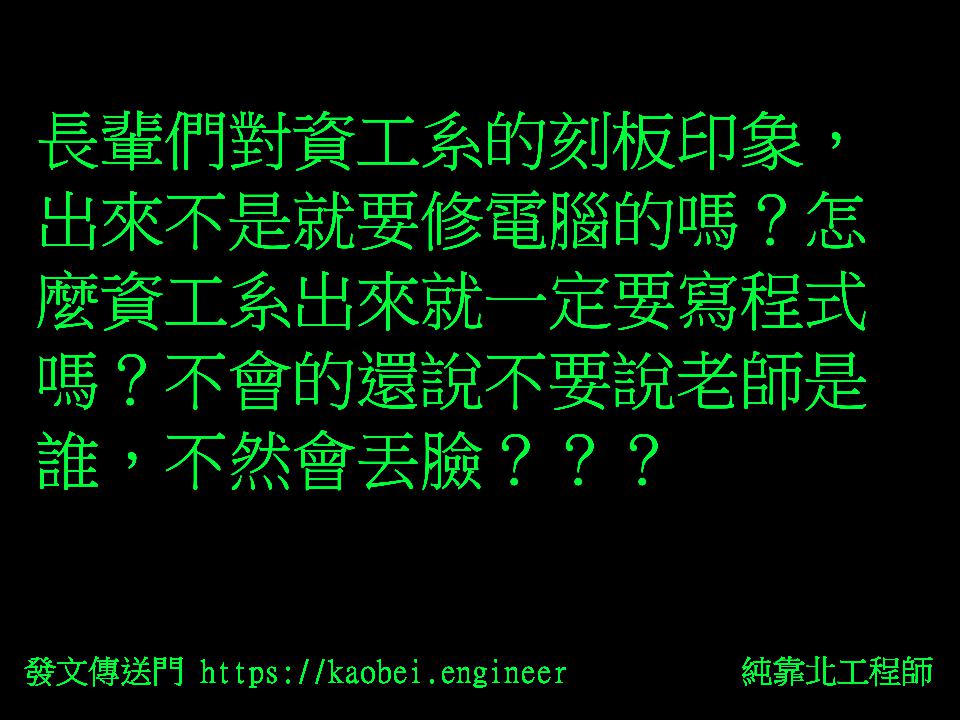 長輩們對資工系的刻板印象，
出來不是就要修電腦的嗎？怎
麼資工系出來就一定要寫程式
嗎？不會的還說不要說老師是
誰，不然會丟臉？？？
發文傳送門 https://kaobei.engineer 純靠北工程師